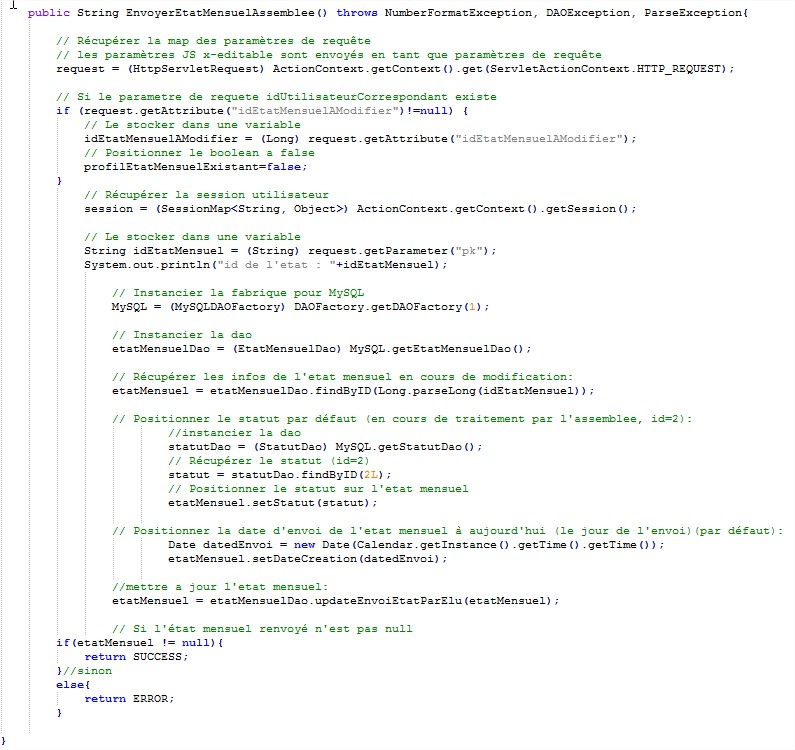 public String EnvoyerEtatMensuelAssemblee() throws NumberFormatException, DAOException, ParseException{
// Récupérer la map des paramètres de requête
// les paramètres JS x-editable sont envoyés en tant que paramètres de requête
request = (HttpServletRequest) ActionContext.getContext().get(ServletActionContext.HTTP_REQUEST);
// Si le parametre de requete idUtilisateurCorrespondant existe
if (request.getAttribute("idEtatMensuelAModifier")!=null) {
// Le stocker dans une variable
idEtatMensuelAModifier = (Long) request.getAttribute("idEtatMensuelAModifier");
// Positionner le boolean a false
profilEtatMensuelExistant=false;
}
// Récupérer la session utilisateur
session = (SessionMap<String, Object>) ActionContext.getContext().getSession();
// Le stocker dans une variable
String idEtatMensuel = (String) request.getParameter("pk");
System.out.println("id de l'etat : "+idEtatMensuel);
// Instancier la fabrique pour MySQL
MySQL = (MySQLDAOFactory) DAOFactory.getDAOFactory(1);
// Instancier la dao
etatMensuelDao = (EtatMensuelDao) MySQL.getEtatMensuelDao();
// Récupérer les infos de l'etat mensuel en cours de modification:
etatMensuel = etatMensuelDao.findByID(Long.parseLong(idEtatMensuel));
// Positionner le statut par défaut (en cours de traitement par l'assemblee, id=2):
//instancier la dao
statutDao = (StatutDao) MySQL.getStatutDao();
// Récupérer le statut (id=2)
statut = statutDao.findByID(2L);
// Positionner le statut sur l'etat mensuel
etatMensuel.setStatut(statut);
// Positionner la date d'envoi de l'etat mensuel à aujourd'hui (le jour de l'envoi)(par défaut):
Date datedEnvoi = new Date(Calendar.getInstance().getTime().getTime());
etatMensuel.setDateCreation(datedEnvoi);
//mettre a jour l'etat mensuel:
etatMensuel = etatMensuelDao.updateEnvoiEtatParElu(etatMensuel);
// Si l'état mensuel renvoyé n'est pas null
if(etatMensuel != null){
return SUCCESS;
}//sinon
else{
return ERROR;
}
}